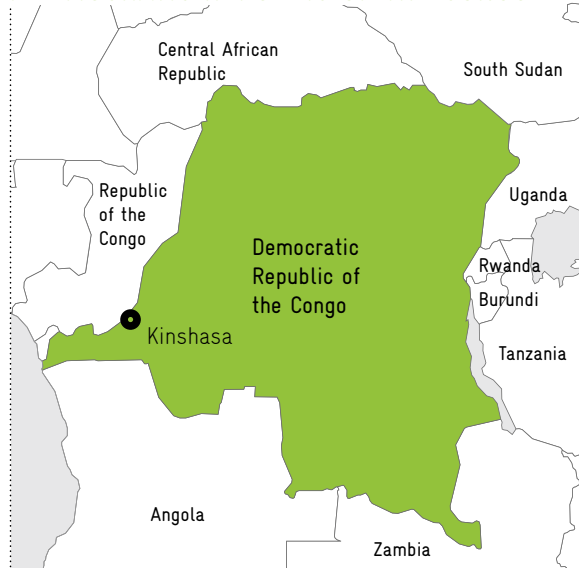 Central African
Republic
South Sudan
Republic
of the
Congo
Uganda
Democratic
Republic of
the Congo
Rwanda
Burundi
Kinshasa
Tanzania
Angola
Zambia